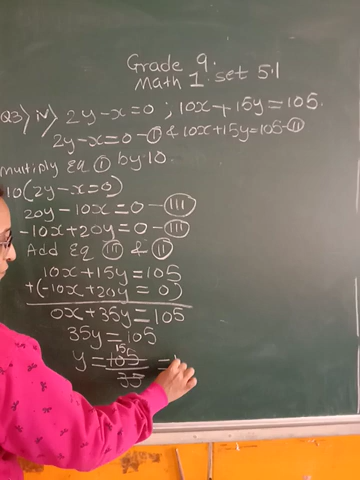 Grade 9.
Math 1 set 5.1
Q3) iv) 2y-x=0 ; 10x+15y=105.
2y-x=0-Ⓘ & 10x+15y=105-Ⓘ Ⓘ
multiply Eq Ⓘ by 10.
10(2y-x=0)
20y-10x=0-(III)
-10x+20y=0-(III)
Add Eq (III) & (II)
10x+15y=105
+(-10x+20y=0)
0x+35y=105
35y=105
y=105
35